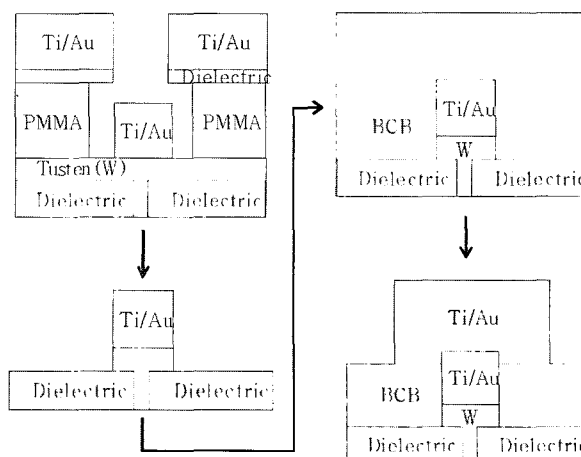 Ti/Au Ti/Au
Dielectric
PMMA Ti/Au PMMA
Tusten (W)
Dielectric Dielectric
Ti/Au
BCB
W
Dielectric Dielectric
Ti/Au
Dielectric Dielectric
Ti/Au
Ti/Au
BCB
W
Dielectric Dielectric